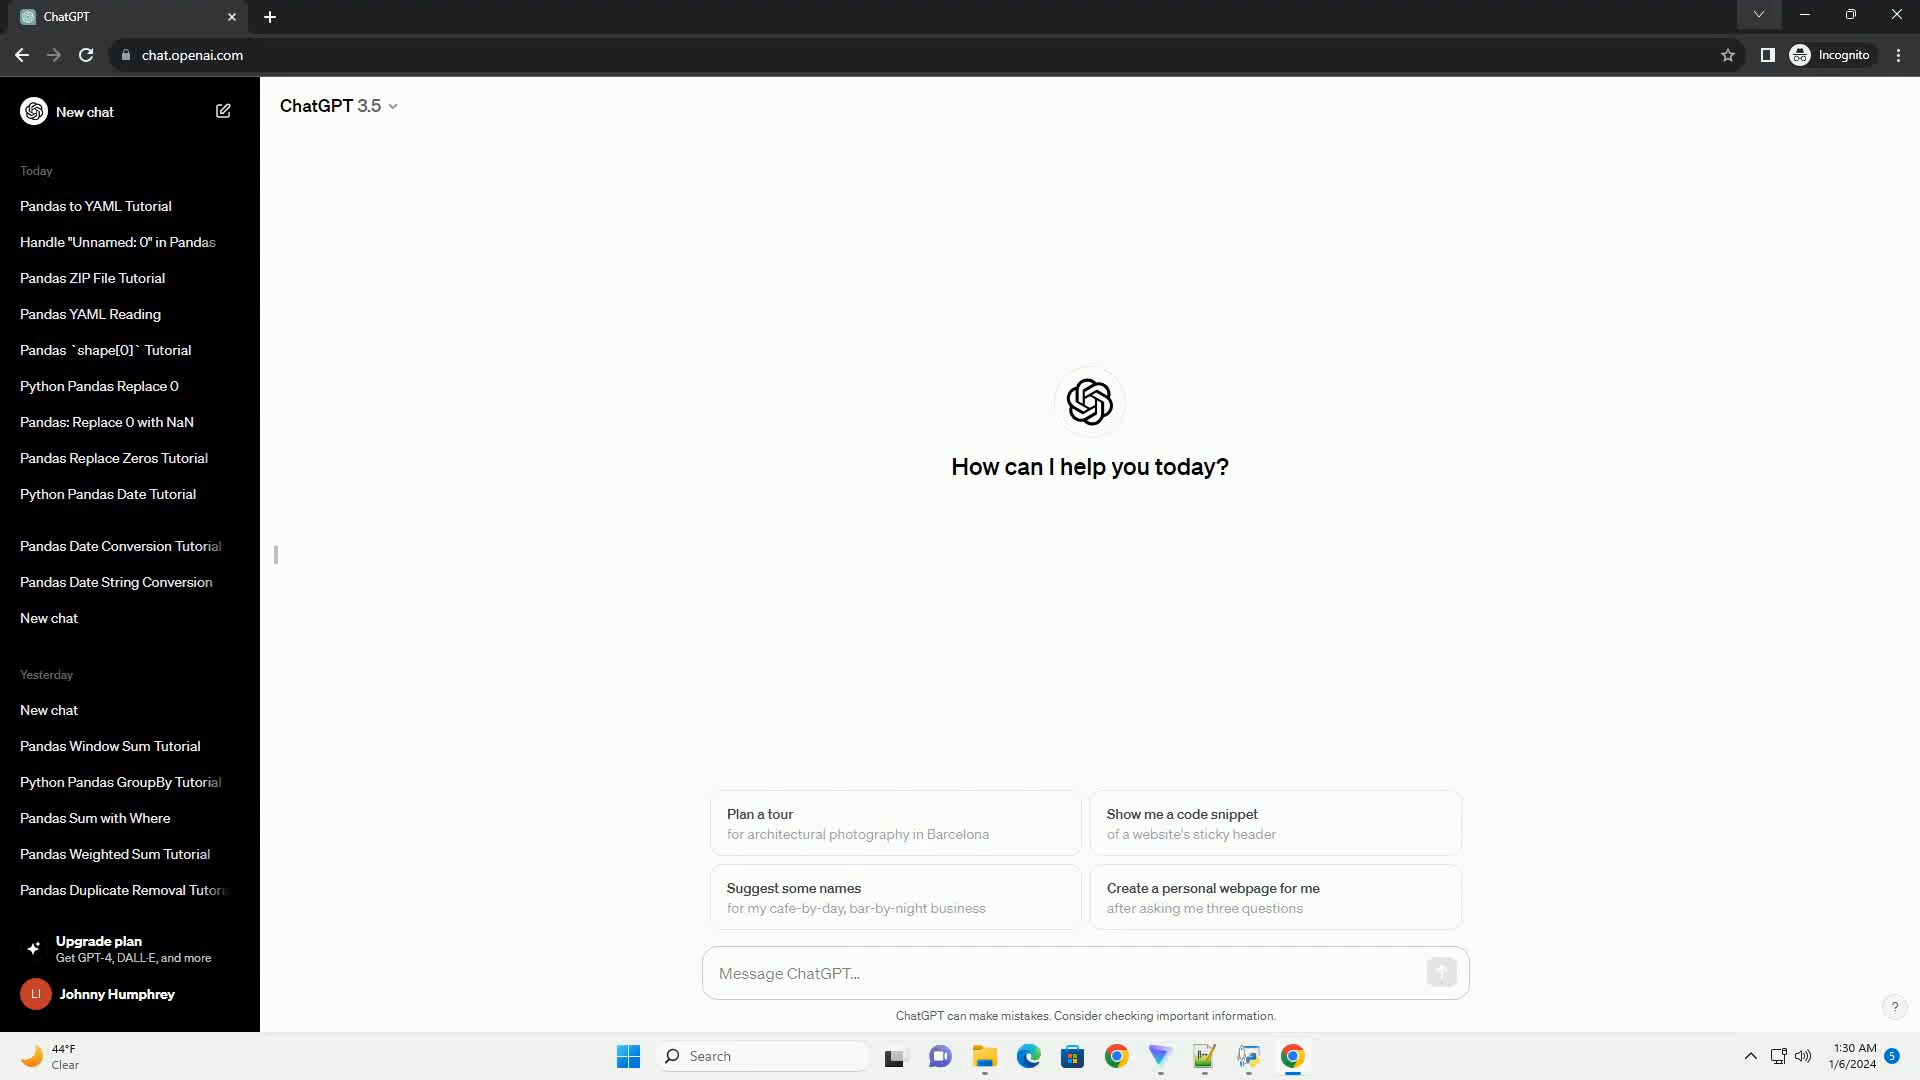 ChatGPT
chat.openai.com
Incognito
New chat
ChatGPT 3.5
Today
Pandas to YAML Tutorial
Handle "Unnamed: 0" in Pandas
Pandas ZIP File Tutorial
Pandas YAML Reading
Pandas `shape[0]` Tutorial
Python Pandas Replace 0
Pandas: Replace 0 with NaN
Pandas Replace Zeros Tutorial
Python Pandas Date Tutorial
Pandas Date Conversion Tutorial
Pandas Date String Conversion
New chat
Yesterday
New chat
Pandas Window Sum Tutorial
Python Pandas GroupBy Tutorial
Pandas Sum with Where
Pandas Weighted Sum Tutorial
Pandas Duplicate Removal Tutoria
Upgrade plan
Get GPT-4, DALL·E, and more
LI
Johnny Humphrey
How can I help you today?
Plan a tour
for architectural photography in Barcelona
Show me a code snippet
of a website's sticky header
Suggest some names
for my cafe-by-day, bar-by-night business
Create a personal webpage for me
after asking me three questions
Message ChatGPT...
ChatGPT can make mistakes. Consider checking important information.
?
44°F
Clear
Search
1:30 AM
1/6/2024
5